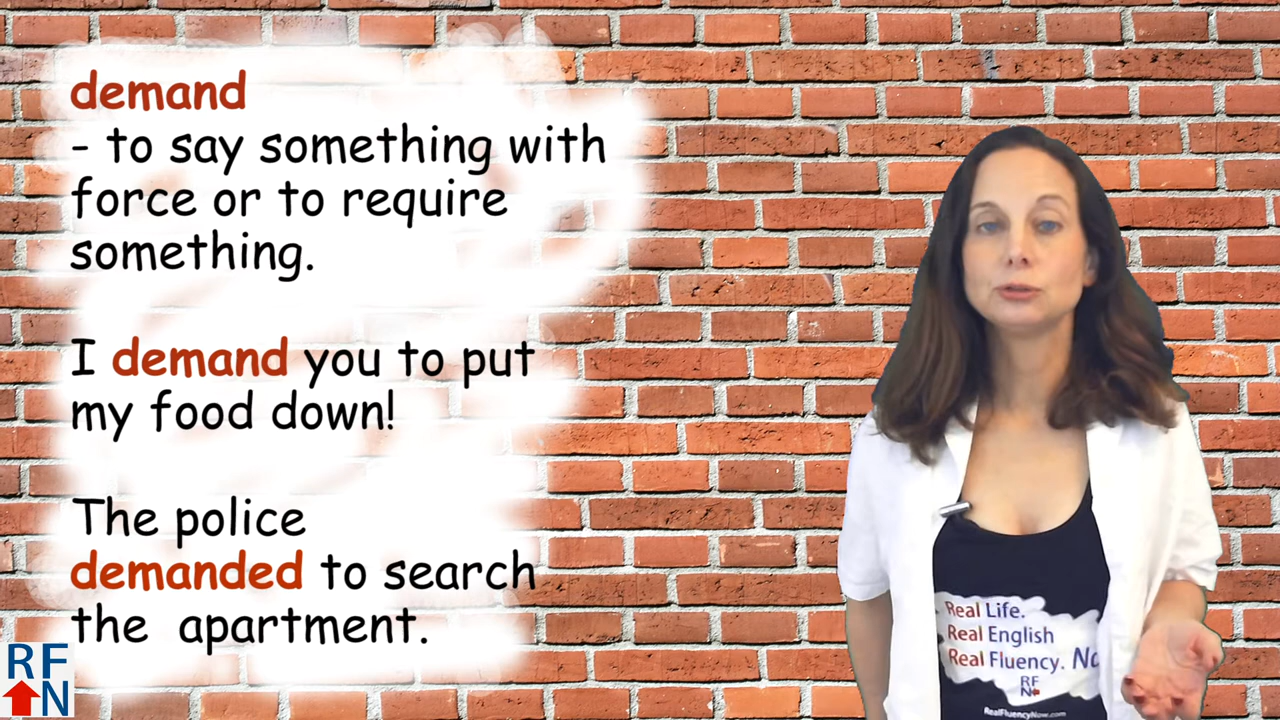 demand
- to say something with
force or to require
something.
I demand you to put
my food down!
The police
demanded to search
the apartment.
RF
N
Real Life.
Real English
Real Fluency.
RF
N
RealFluencyNow.com